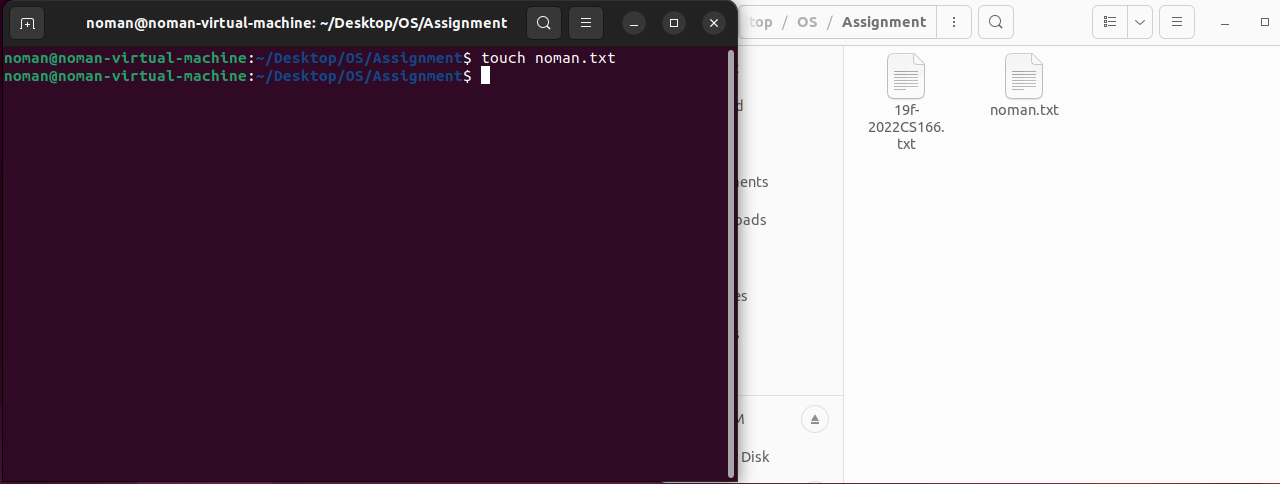 noman@noman-virtual-machine: ~/Desktop/OS/Assignment
noman@noman-virtual-machine:~/Desktop/OS/Assignment$ touch noman.txt
noman@noman-virtual-machine:~/Desktop/OS/Assignment$
top / OS / Assignment
19f-
2022CS166.
txt
noman.txt
ents
oads
es
M
Disk